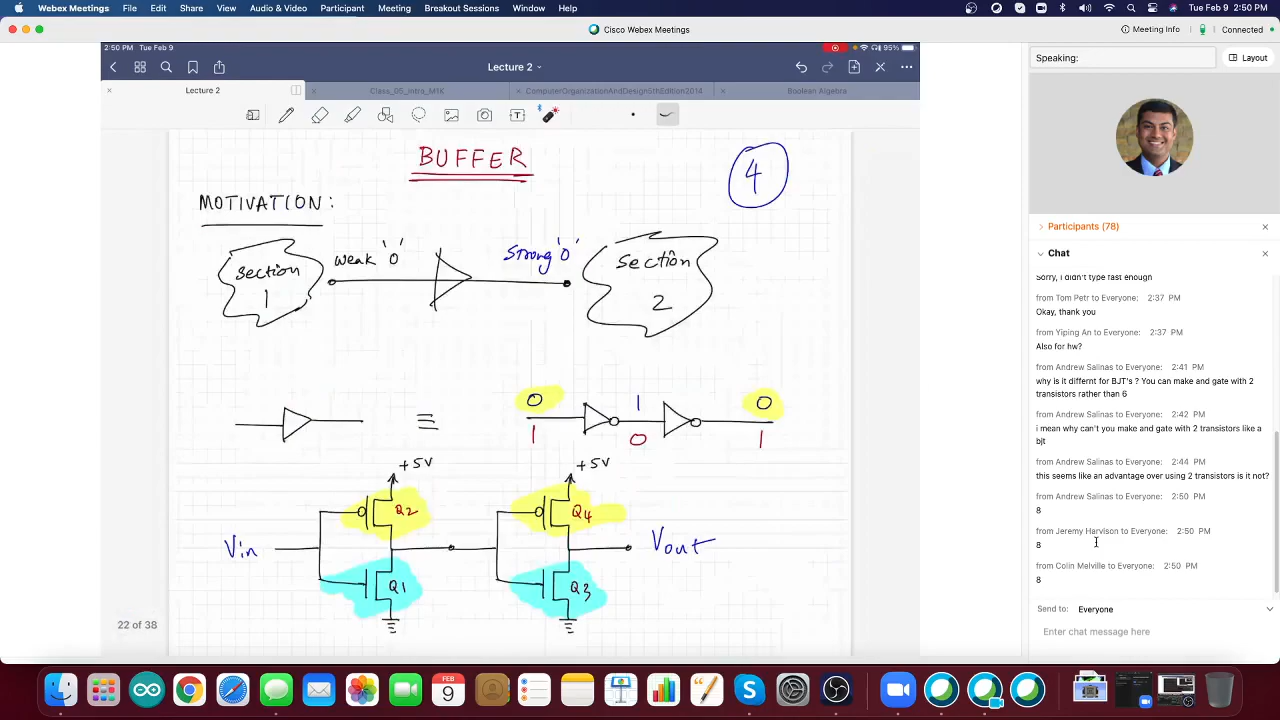 Webex Meetings File Edit View Audio & Video Participant Meeting Breakout Sessions Window Help Tue Feb 9 2:50 PM
Cisco Webex Meetings
Meeting Info Connected
2:50 PM Tue Feb 9
95%
Lecture 2
Lecture 2
Class_05_Intra_M1K
ComputerOrganizationAndDesign5thEdition2014
Boolean Algebra
BUFFER
4
MOTIVATION:
Section
1
weak '0'
Strong '0'
Section
2
≡
0 1 0
1 0 1
+5V +5V
Q2 Q4
Vin Vout
Q1 Q3
22 of 38
Speaking:
Layout
Participants (78)
Chat
Sorry, I didn't type fast enough
from Tom Petr to Everyone: 2:37 PM
Okay, thank you
from Yiping An to Everyone: 2:37 PM
Also for hw?
from Andrew Salinas to Everyone: 2:41 PM
why is it differnt for BJT's ? You can make and gate with 2
transistors rather than 6
from Andrew Salinas to Everyone: 2:42 PM
i mean why can't you make and gate with 2 transistors like a
bjt
from Andrew Salinas to Everyone: 2:44 PM
this seems like an advantage over using 2 transistors is it not?
from Andrew Salinas to Everyone: 2:50 PM
8
from Jeremy Harvison to Everyone: 2:50 PM
8
from Colin Melville to Everyone: 2:50 PM
8
Send to: Everyone
Enter chat message here
FEB
9